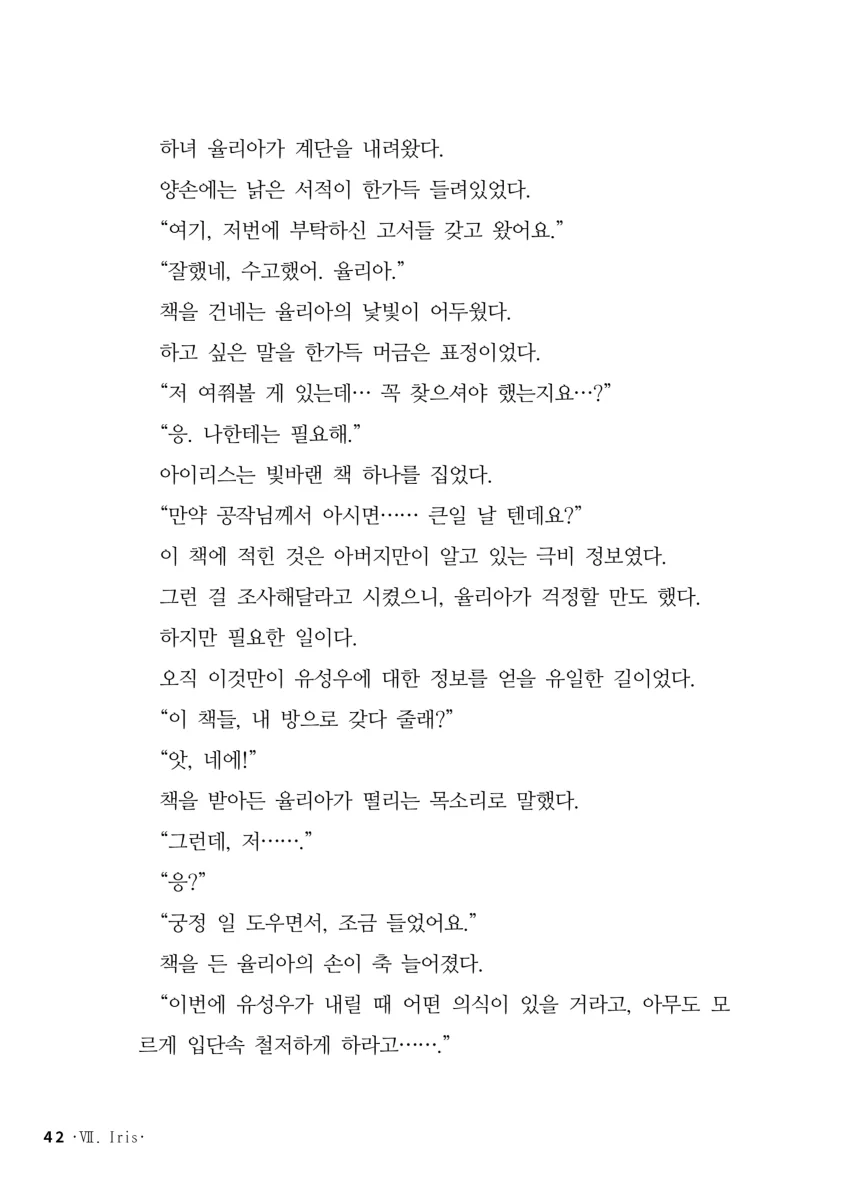 하녀 율리아가 계단을 내려왔다.
양손에는 낡은 서적이 한가득 들려있었다.
“여기, 저번에 부탁하신 고서들 갖고 왔어요.”
“잘했네, 수고했어. 율리아.”
책을 건네는 율리아의 낯빛이 어두웠다.
하고 싶은 말을 한가득 머금은 표정이었다.
“저 여쭤볼 게 있는데… 꼭 찾으셔야 했는지요…?”
“응. 나한테는 필요해.”
아이리스는 빛바랜 책 하나를 집었다.
“만약 공작님께서 아시면…… 큰일 날 텐데요?”
이 책에 적힌 것은 아버지만이 알고 있는 극비 정보였다.
그런 걸 조사해달라고 시켰으니, 율리아가 걱정할 만도 했다.
하지만 필요한 일이다.
오직 이것만이 유성우에 대한 정보를 얻을 유일한 길이었다.
“이 책들, 내 방으로 갖다 줄래?”
“앗, 네에!”
책을 받아든 율리아가 떨리는 목소리로 말했다.
“그런데, 저…….”
“응?”
“궁정 일 도우면서, 조금 들었어요.”
책을 든 율리아의 손이 축 늘어졌다.
“이번에 유성우가 내릴 때 어떤 의식이 있을 거라고, 아무도 모
르게 입단속 철저하게 하라고…….”
42 ·Ⅶ. Iris·